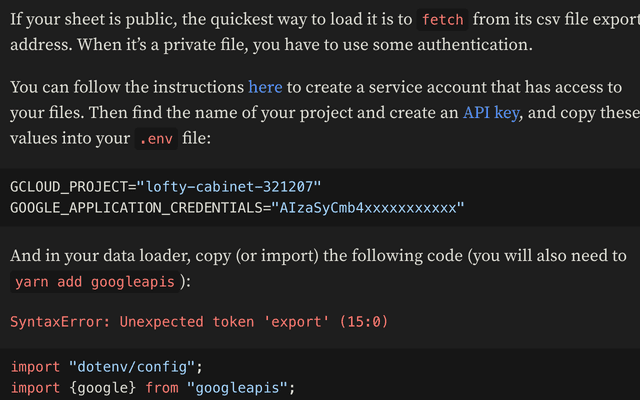 If your sheet is public, the quickest way to load it is to fetch from its csv file export
address. When it’s a private file, you have to use some authentication.
You can follow the instructions here to create a service account that has access to
your files. Then find the name of your project and create an API key, and copy these
values into your .env file:
GCLOUD_PROJECT="lofty-cabinet-321207"
GOOGLE_APPLICATION_CREDENTIALS="AIzaSyCmb4xxxxxxxxxxx"
And in your data loader, copy (or import) the following code (you will also need to
yarn add googleapis ):
SyntaxError: Unexpected token 'export' (15:0)
import "dotenv/config";
import {google} from "googleapis";